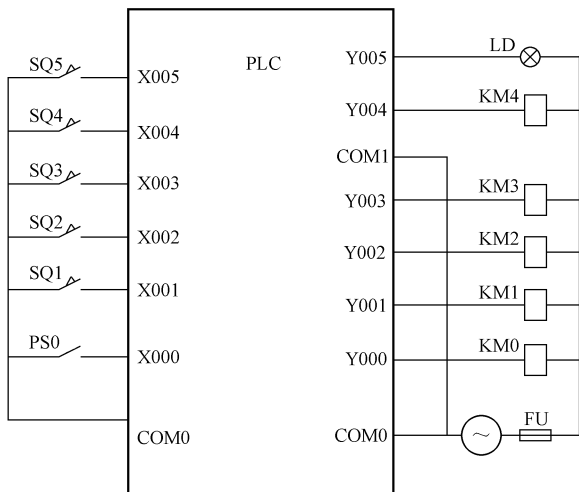 LD
SQ5 X005 PLC Y005
SQ4 X004 Y004 KM4
COM1
SQ3 X003 Y003 KM3
SQ2 X002 Y002 KM2
SQ1 X001 Y001 KM1
PS0 X000 Y000 KM0
COM0 COM0 ~ FU